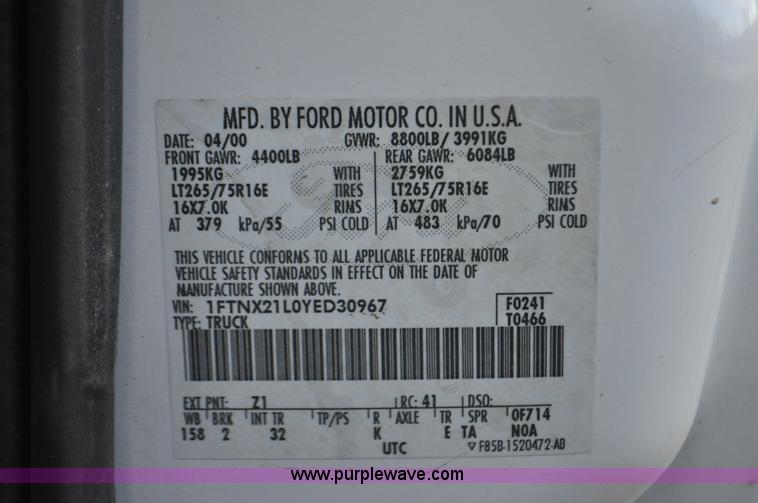 MFD. BY FORD MOTOR CO. IN U.S.A.
DATE: 04/00 GVWR: 8800LB/ 3991KG
FRONT GAWR: 4400LB REAR GAWR: 6084LB
1995KG WITH 2759KG WITH
LT265/75R16E TIRES LT265/75R16E TIRES
16X7.0K RIMS 16X7.0K RIMS
AT 379 kPa/55 PSI COLD AT 483 kPa/70 PSI COLD
THIS VEHICLE CONFORMS TO ALL APPLICABLE FEDERAL MOTOR
VEHICLE SAFETY STANDARDS IN EFFECT ON THE DATE OF
MANUFACTURE SHOWN ABOVE.
VIN: 1FTNX21L0YED30967 F0241
TYPE: TRUCK T0466
EXT PNT: Z1 RC: 41 DSO:
WB BRK INT TR TP/PS R AXLE TR SPR 0F714
158 2 32 K E TA N0A
UTC F85B-1520472-AB
www.purplewave.com